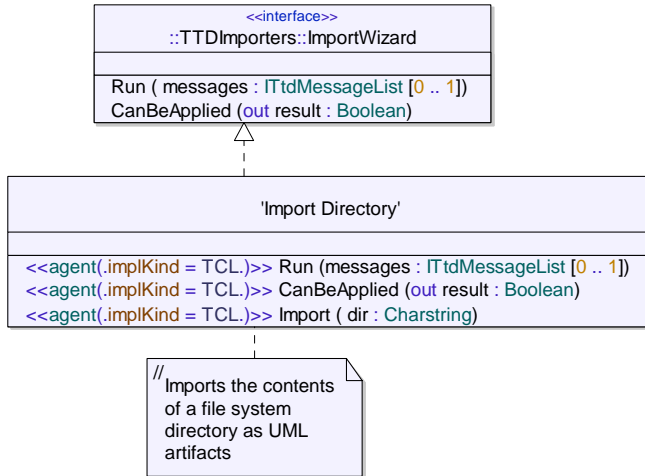 <<interface>>
::TTDImporters::ImportWizard
Run ( messages : ITtdMessageList [0 .. 1])
CanBeApplied (out result : Boolean)
'Import Directory'
<<agent(.implKind = TCL.)>> Run (messages : ITtdMessageList [0 .. 1])
<<agent(.implKind = TCL.)>> CanBeApplied (out result : Boolean)
<<agent(.implKind = TCL.)>> Import ( dir : Charstring)
//
Imports the contents
of a file system
directory as UML
artifacts